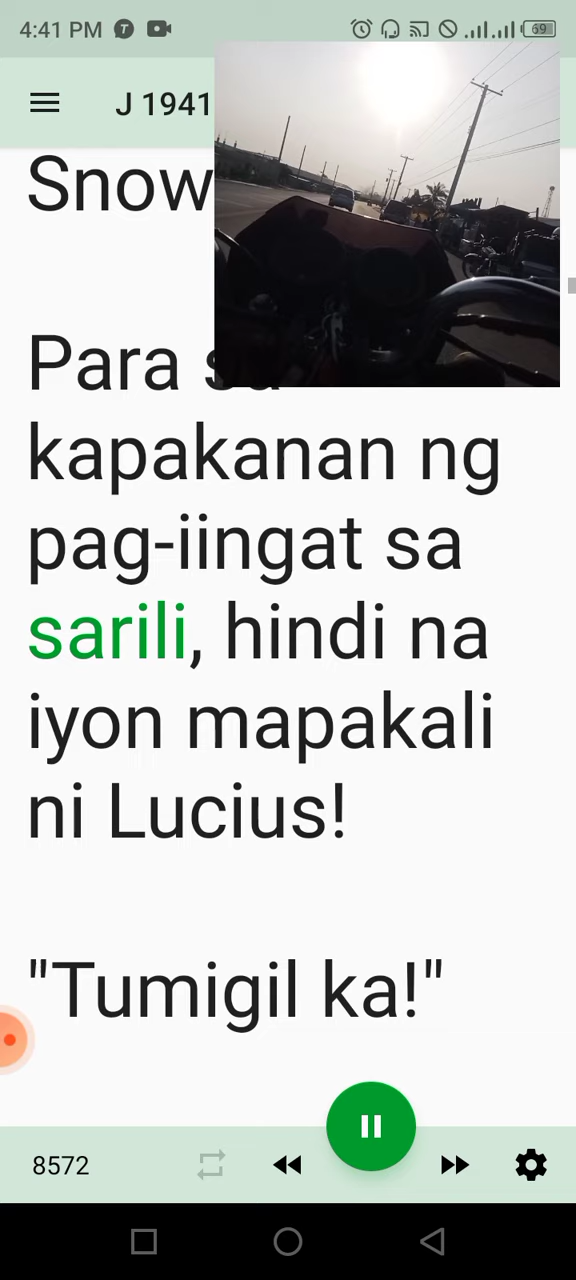 4:41 PM
69
J 1941
Snow
Para sa
kapakanan ng
pag-iingat sa
sarili, hindi na
iyon mapakali
ni Lucius!
"Tumigil ka!"
8572